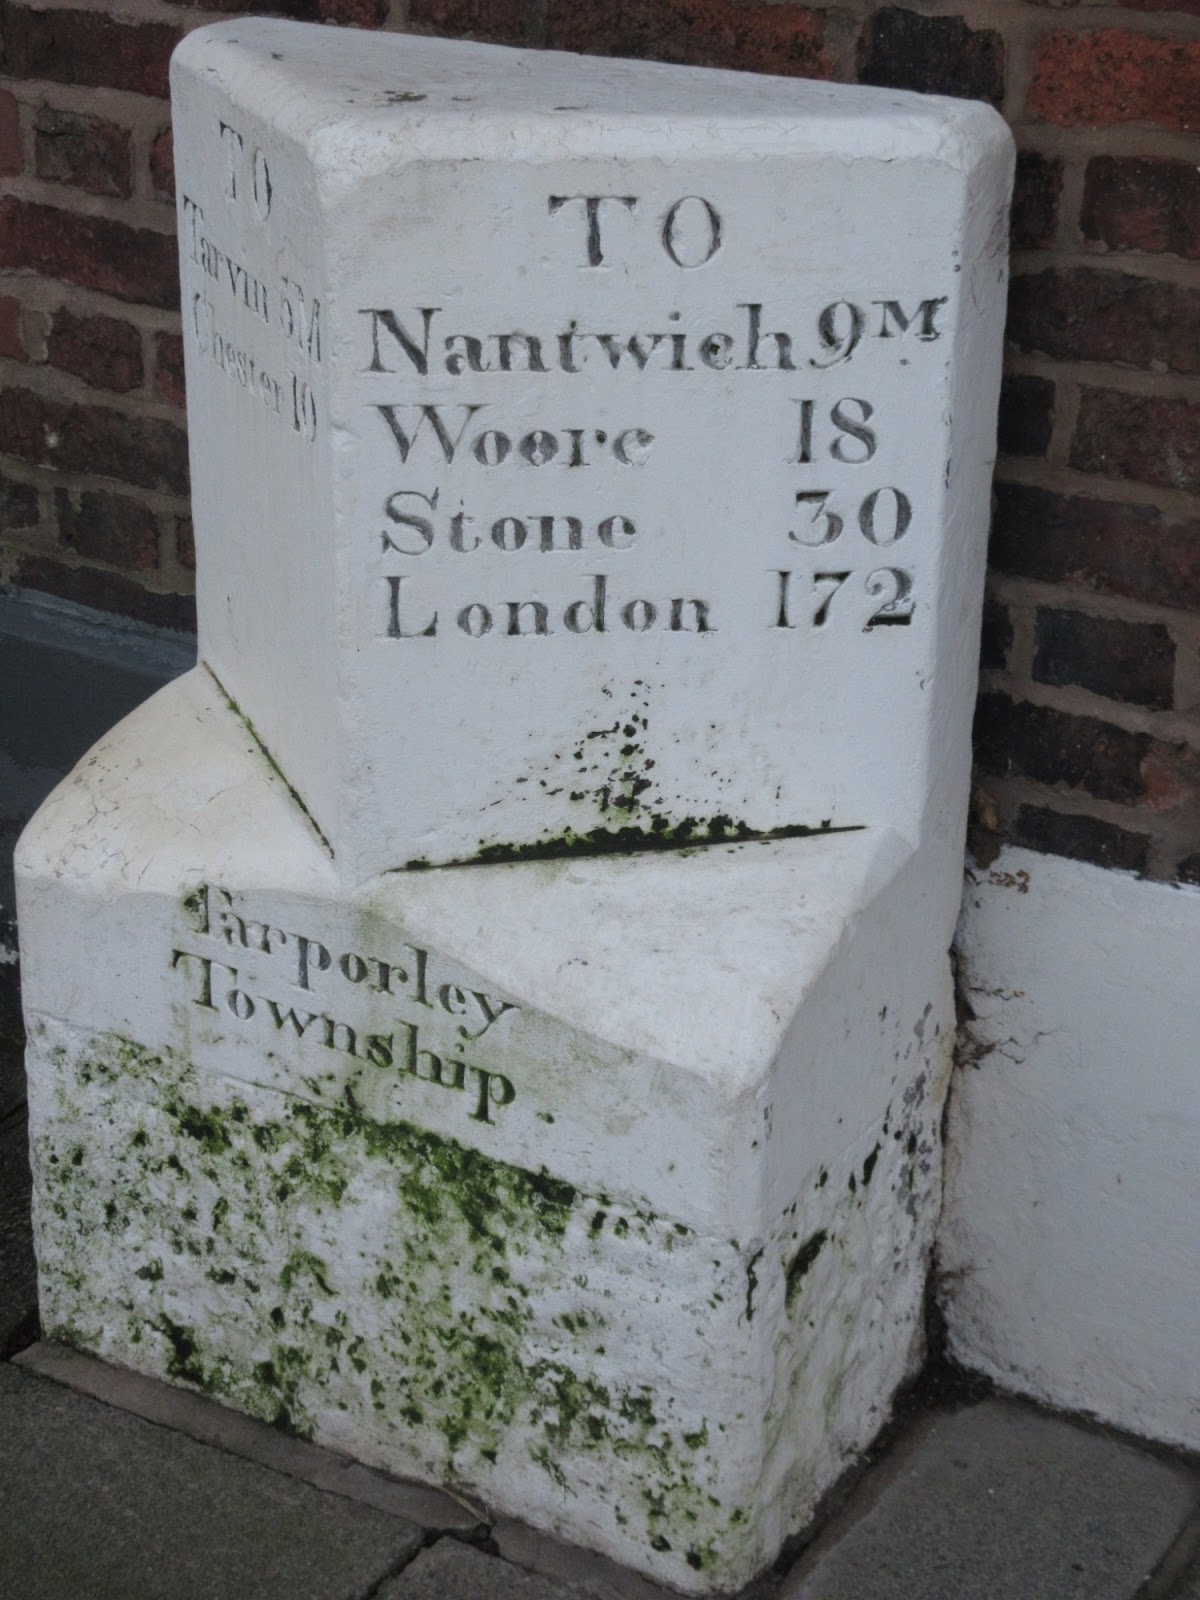 TO
Tarvin 5M
Chester 10
TO
Nantwich 9M
Woore 18
Stone 30
London 172
Tarporley
Township.